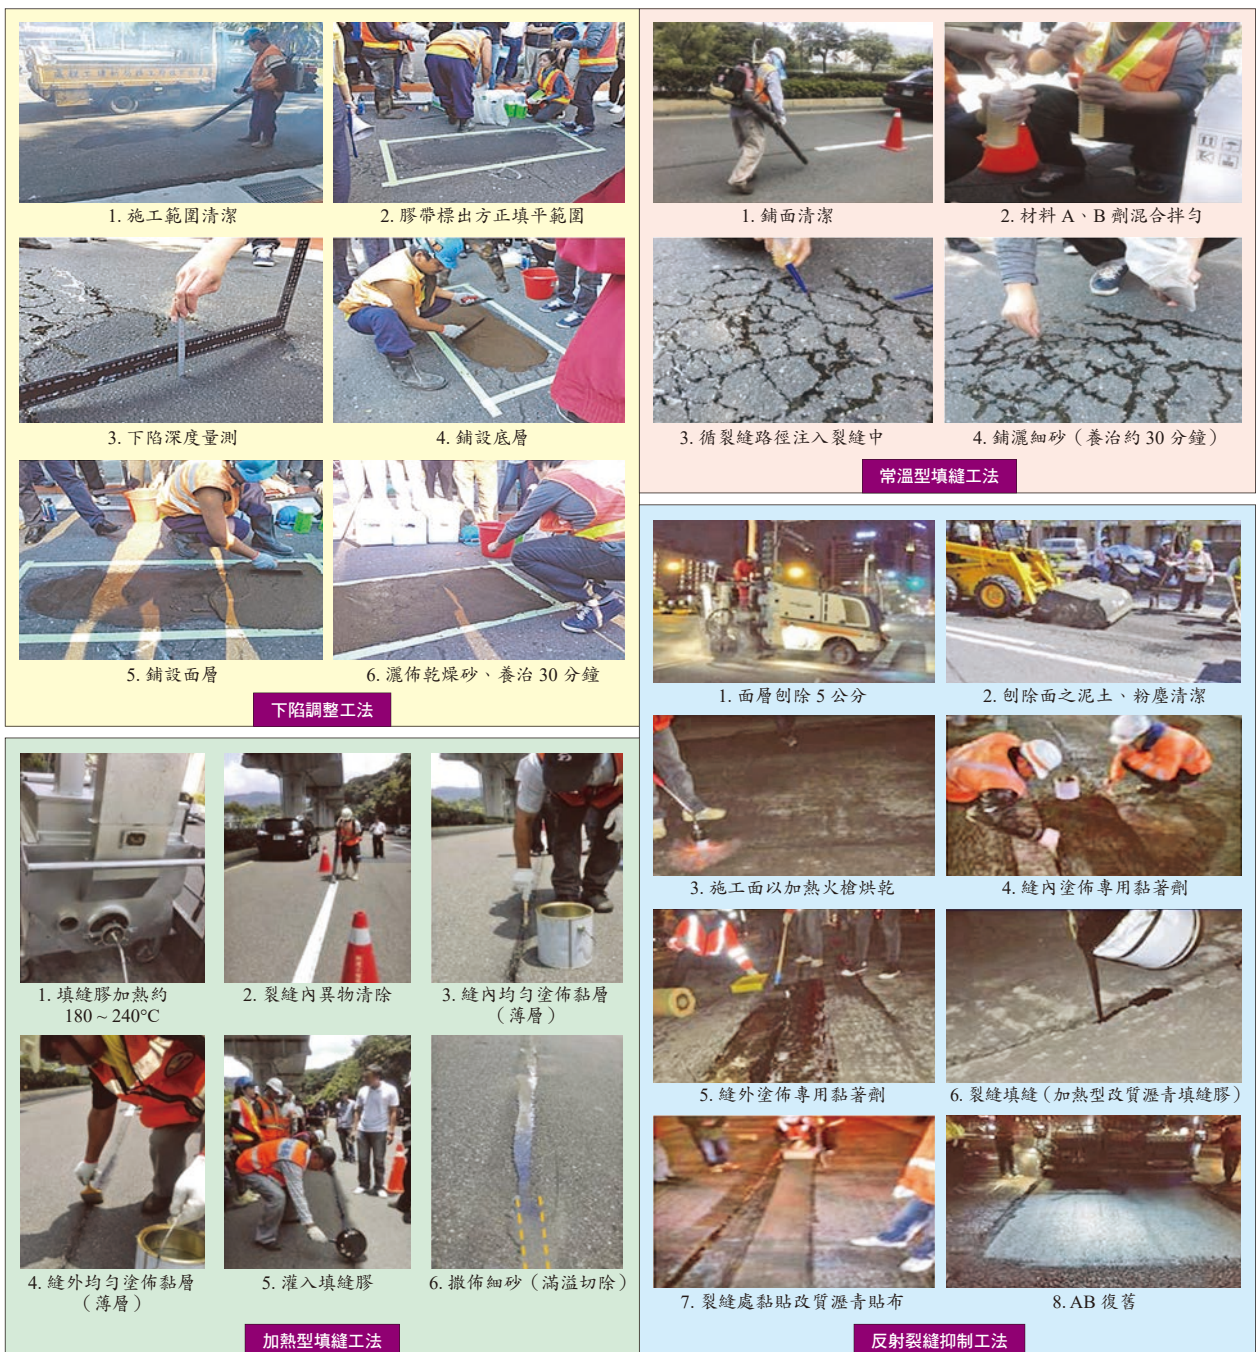 1. 施工範圍清潔
2. 膠帶標出方正填平範圍
3. 下陷深度量測
4. 鋪設底層
5. 鋪設面層
6. 灑佈乾燥砂、養治 30 分鐘
下陷調整工法
1. 鋪面清潔
2. 材料 A、B 劑混合拌勻
3. 循裂縫路徑注入裂縫中
4. 鋪灑細砂（養治約 30 分鐘）
常溫型填縫工法
1. 填縫膠加熱約
180 ~ 240°C
2. 裂縫內異物清除
3. 縫內均勻塗佈黏層
（薄層）
4. 縫外均勻塗佈黏層
（薄層）
5. 灌入填縫膠
6. 撒佈細砂（滿溢切除）
加熱型填縫工法
1. 面層刨除 5 公分
2. 刨除面之泥土、粉塵清潔
3. 施工面以加熱火槍烘乾
4. 縫內塗佈專用黏著劑
5. 縫外塗佈專用黏著劑
6. 裂縫填縫（加熱型改質瀝青填縫膠）
7. 裂縫處黏貼改質瀝青貼布
8. AB 復舊
反射裂縫抑制工法